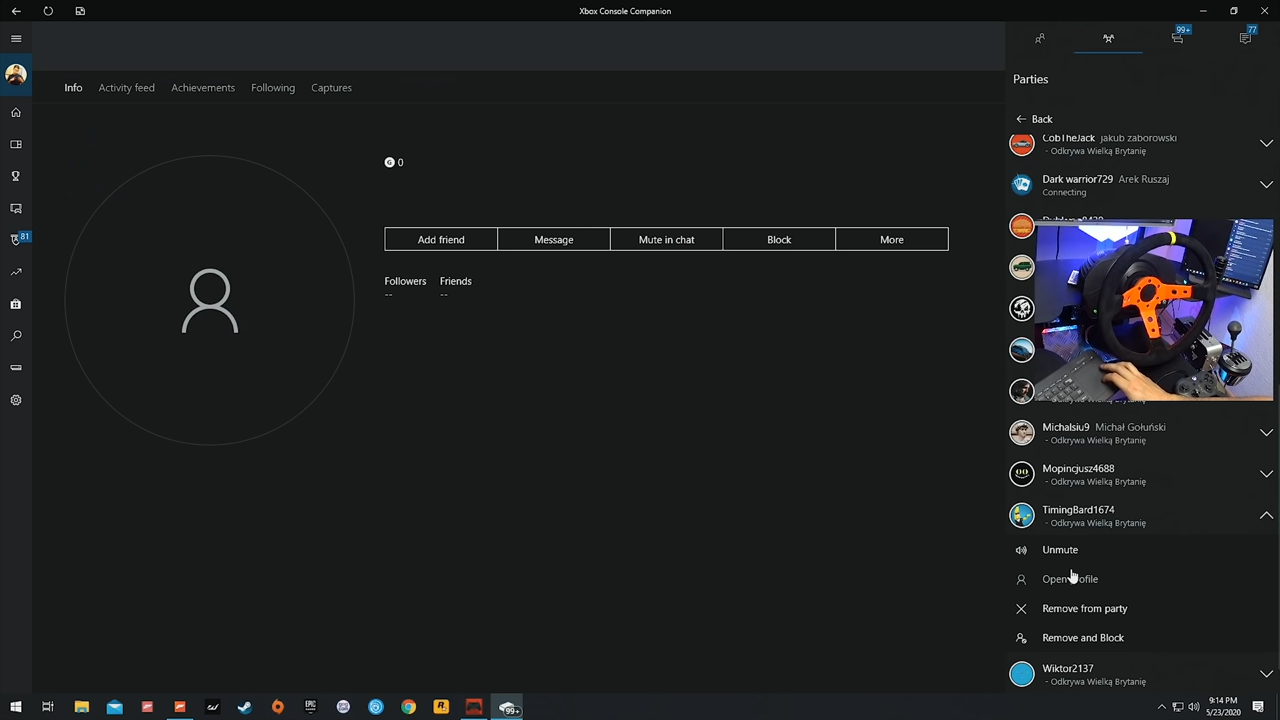 Xbox Console Companion
99+
77
Info
Activity feed
Achievements
Following
Captures
Parties
Back
CobTheJack jakub zaborowski
- Odkrywa Wielką Brytanię
Dark warrior729 Arek Ruszaj
Connecting
G 0
Add friend
Message
Mute in chat
Block
More
81
Followers
Friends
--
--
Michalsiu9 Michał Gołuński
- Odkrywa Wielką Brytanię
Mopincjusz4688
- Odkrywa Wielką Brytanię
TimingBard1674
- Odkrywa Wielką Brytanię
Unmute
Remove from party
Remove and Block
Wiktor2137
EPIC
R
99+
9:14 PM
5/23/2020